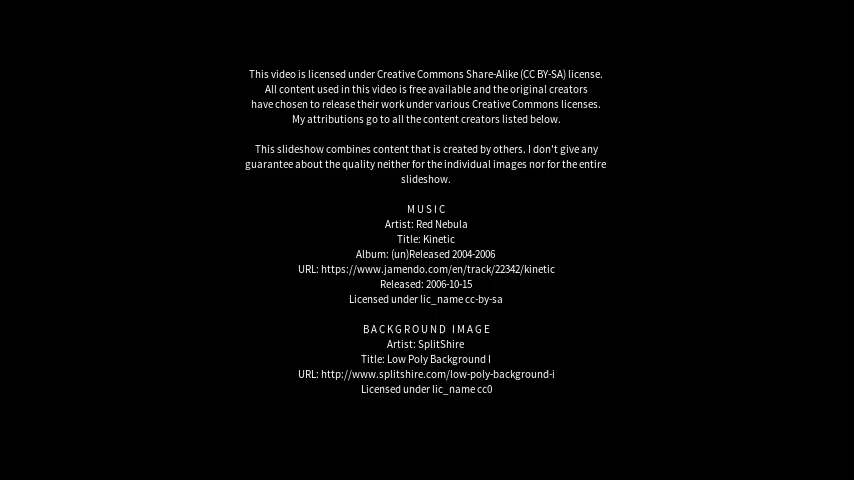 This video is licensed under Creative Commons Share-Alike (CC BY-SA) license.
All content used in this video is free available and the original creators
have chosen to release their work under various Creative Commons licenses.
My attributions go to all the content creators listed below.
This slideshow combines content that is created by others. I don't give any
guarantee about the quality neither for the individual images nor for the entire
slideshow.
MUSIC
Artist: Red Nebula
Title: Kinetic
Album: (un)Released 2004-2006
URL: https://www.jamendo.com/en/track/22342/kinetic
Released: 2006-10-15
Licensed under lic_name cc-by-sa
BACKGROUND IMAGE
Artist: SplitShire
Title: Low Poly Background I
URL: http://www.splitshire.com/low-poly-background-i
Licensed under lic_name cc0